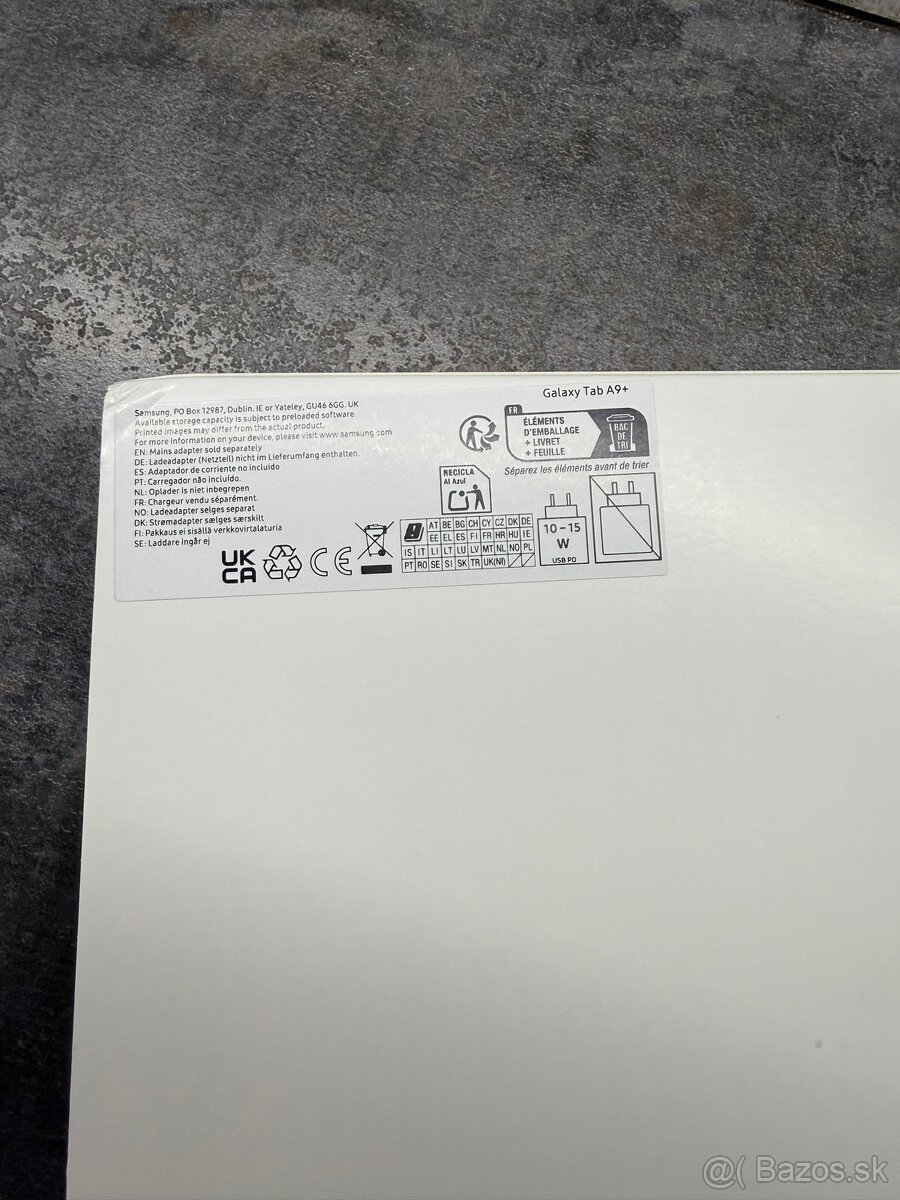 Galaxy Tab A9+
Samsung, PO Box 12987, Dublin. IE or Yateley, GU46 6GG. UK
Available storage capacity is subject to preloaded software.
Printed images may differ from the actual product.
For more information on your device, please visit www.samsung.com
EN: Mains adapter sold separately
DE: Ladeadapter (Netzteil) nicht im Lieferumfang enthalten.
ES: Adaptador de corriente no incluido
PT: Carregador não incluído.
NL: Oplader is niet inbegrepen
FR: Chargeur vendu séparément.
NO: Ladeadapter selges separat
DK: Strømadapter sælges særskilt
FI: Pakkaus ei sisällä verkkovirtalaturia
SE: Laddare ingår ej
FR
ÉLÉMENTS
D'EMBALLAGE
+ LIVRET
+ FEUILLE
BAC
DE
TRI
Séparez les éléments avant de trier
RECICLA
Al Azul
UK
CA
CE
AT BE BG CH CY CZ DK DE
EE EL ES FI FR HR HU IE
IS IT LI LT LU LV MT NL NO PL
PT RO SE SI SK TR UK(NI)
10 – 15
W
USB PD
@( Bazos.sk